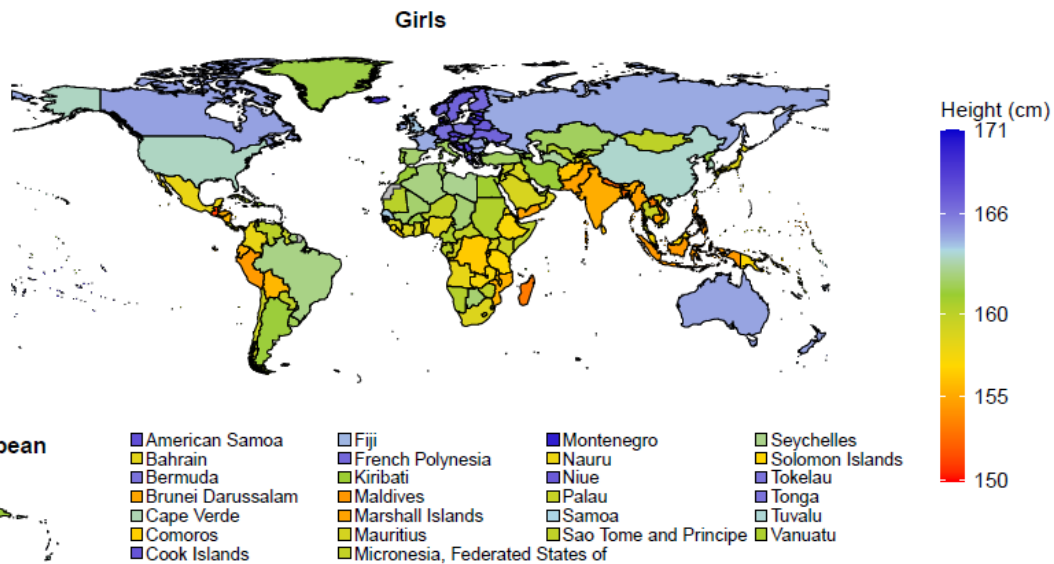 Girls
Height (cm)
171
166
160
155
150
pean
American Samoa
Bahrain
Bermuda
Brunei Darussalam
Cape Verde
Comoros
Cook Islands
Fiji
French Polynesia
Kiribati
Maldives
Marshall Islands
Mauritius
Micronesia, Federated States of
Montenegro
Nauru
Niue
Palau
Samoa
Sao Tome and Principe
Seychelles
Solomon Islands
Tokelau
Tonga
Tuvalu
Vanuatu